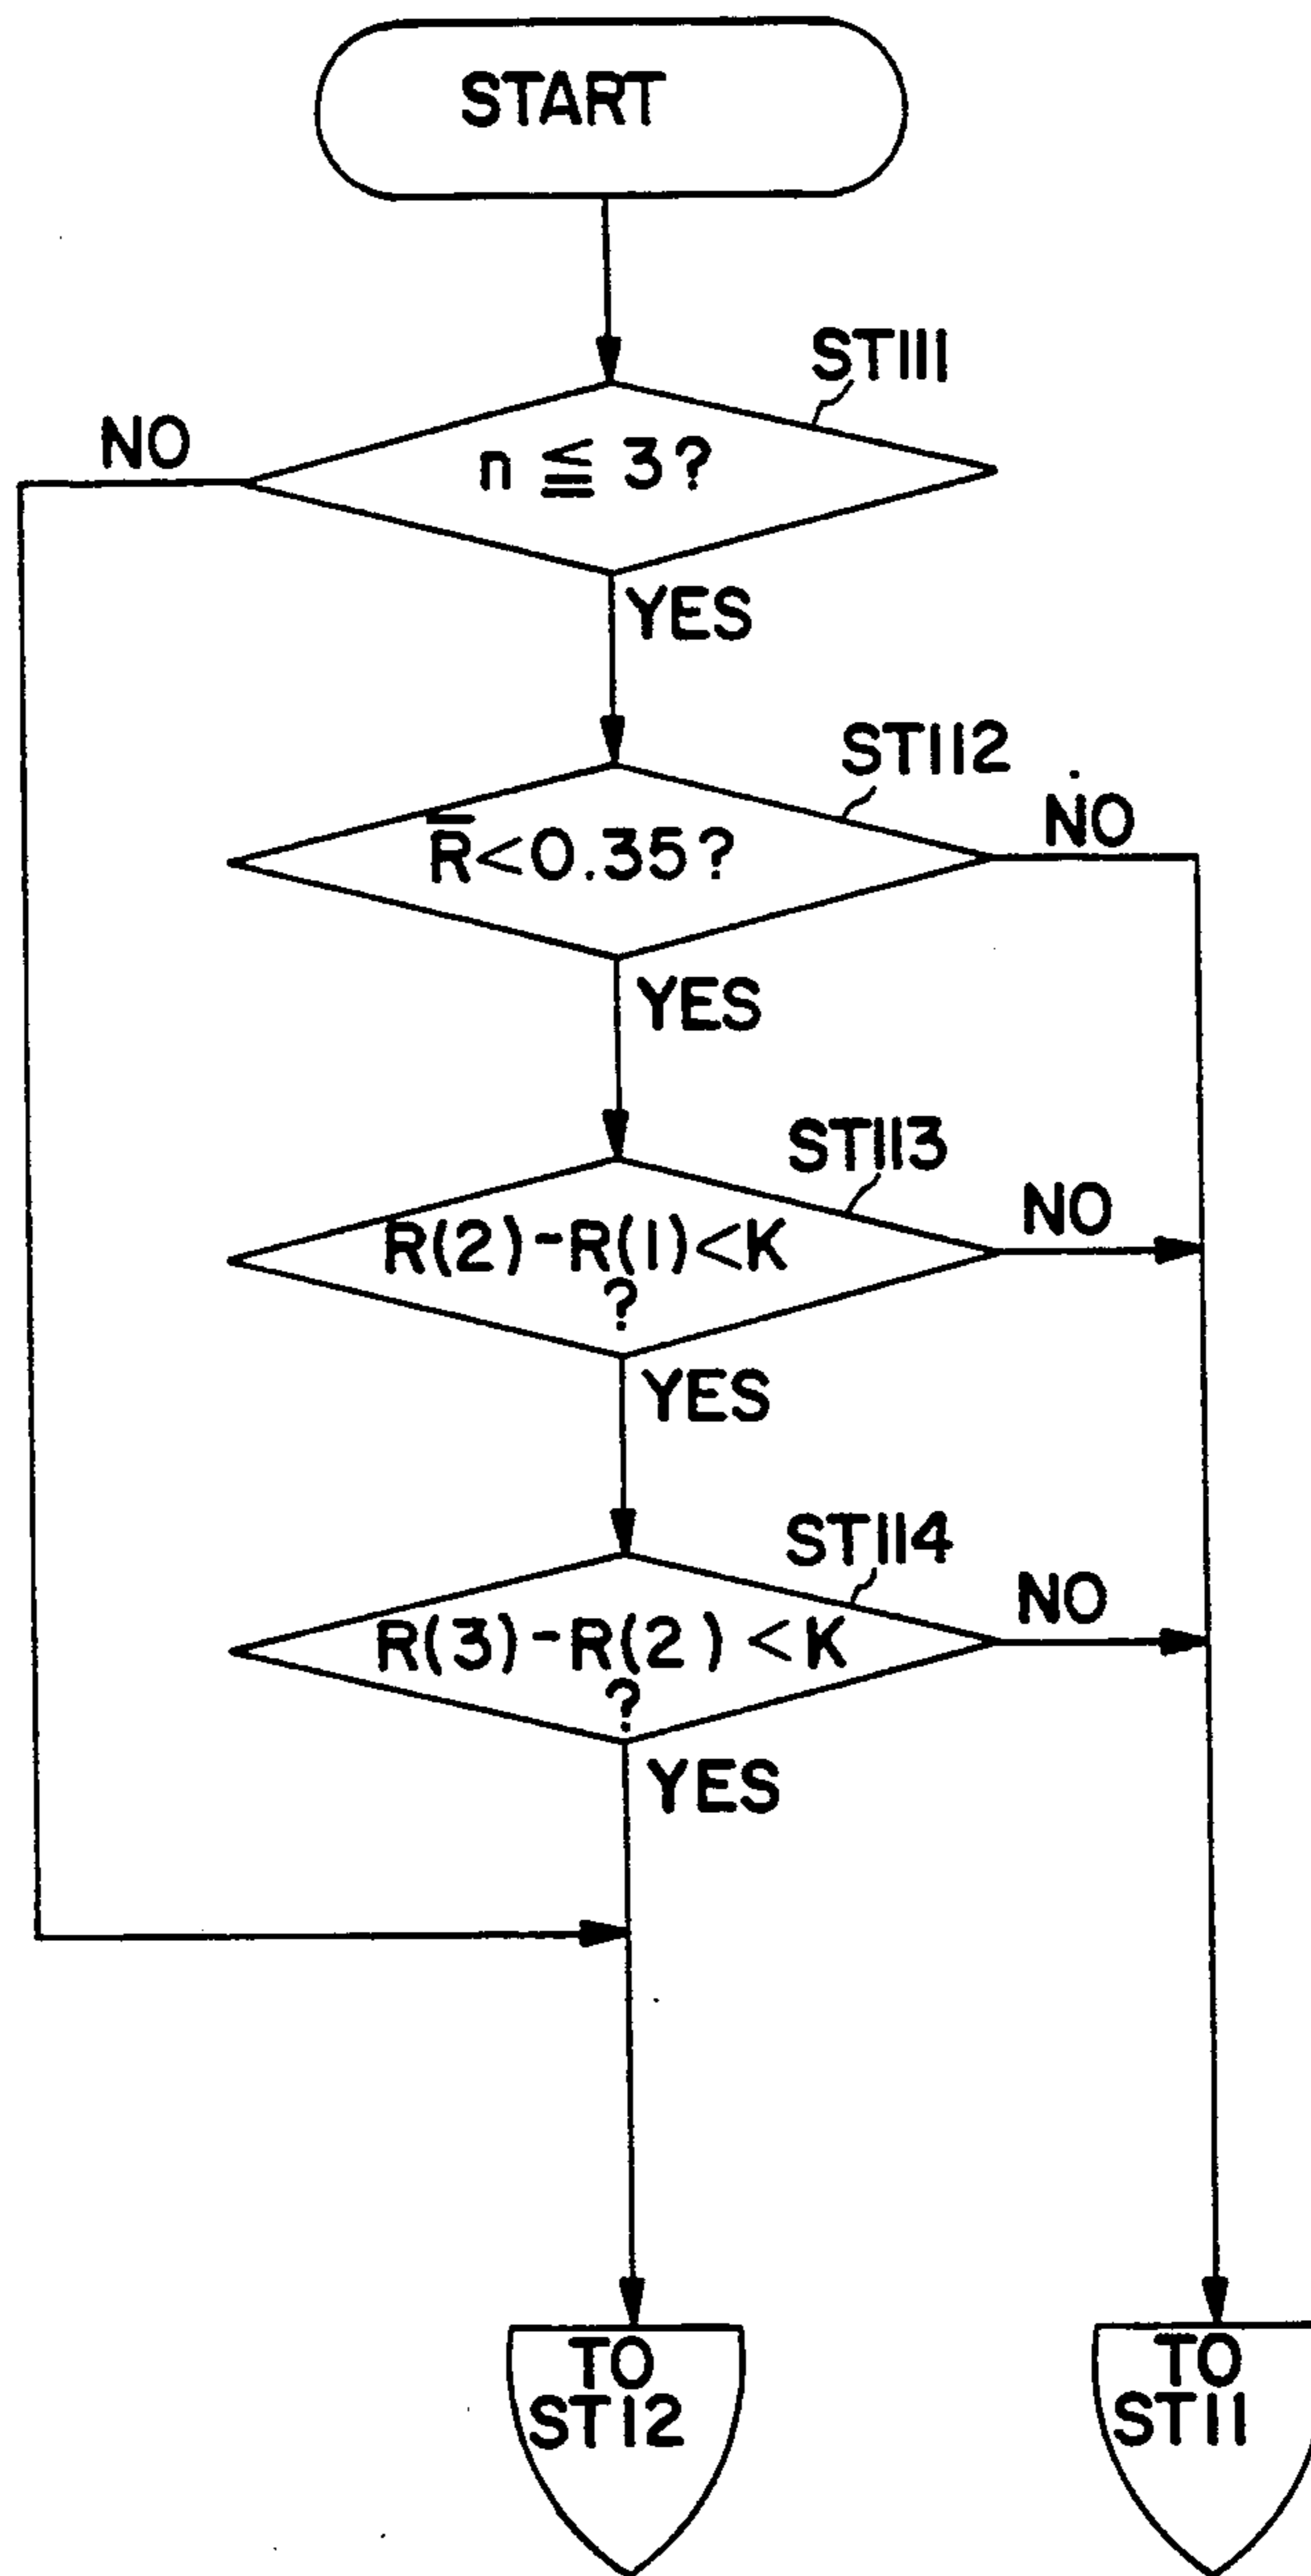 START
ST111
NO
n ≦ 3?
YES
ST112
NO
R̅<0.35?
YES
ST113
NO
R(2)-R(1)<K
?
YES
ST114
NO
R(3)-R(2)<K
?
YES
TO
ST12
TO
ST11